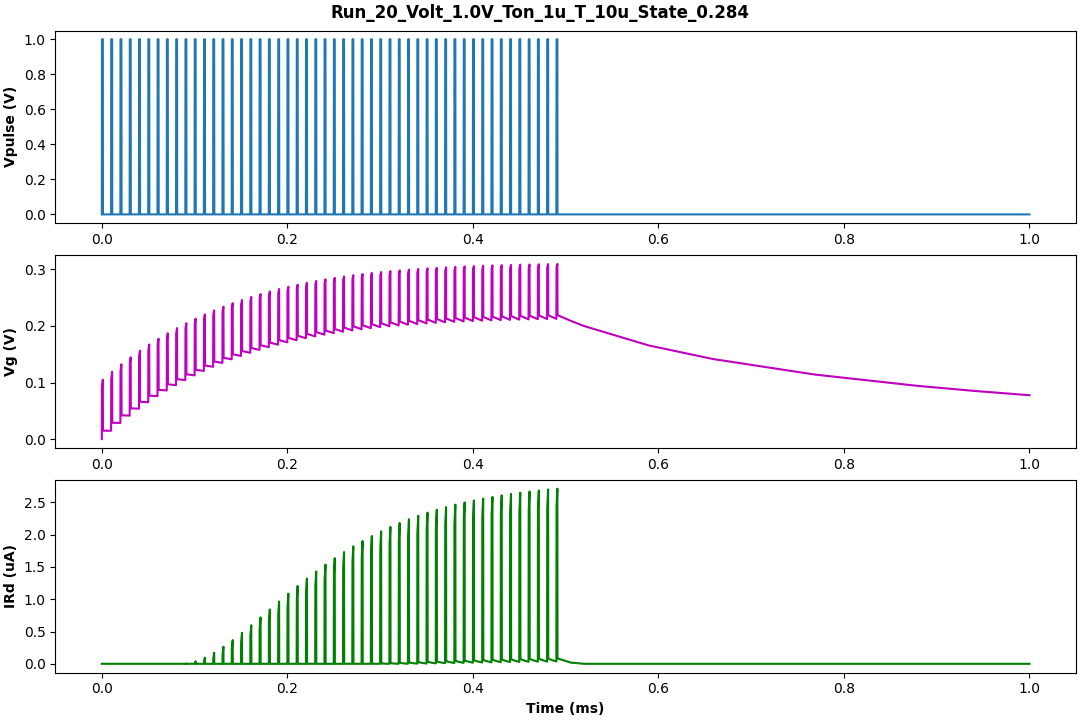 Run_20_Volt_1.0V_Ton_1u_T_10u_State_0.284
Vpulse (V)
1.0
0.8
0.6
0.4
0.2
0.0
0.0 0.2 0.4 0.6 0.8 1.0
Vg (V)
0.3
0.2
0.1
0.0
0.0 0.2 0.4 0.6 0.8 1.0
IRd (uA)
2.5
2.0
1.5
1.0
0.5
0.0
0.0 0.2 0.4 0.6 0.8 1.0
Time (ms)